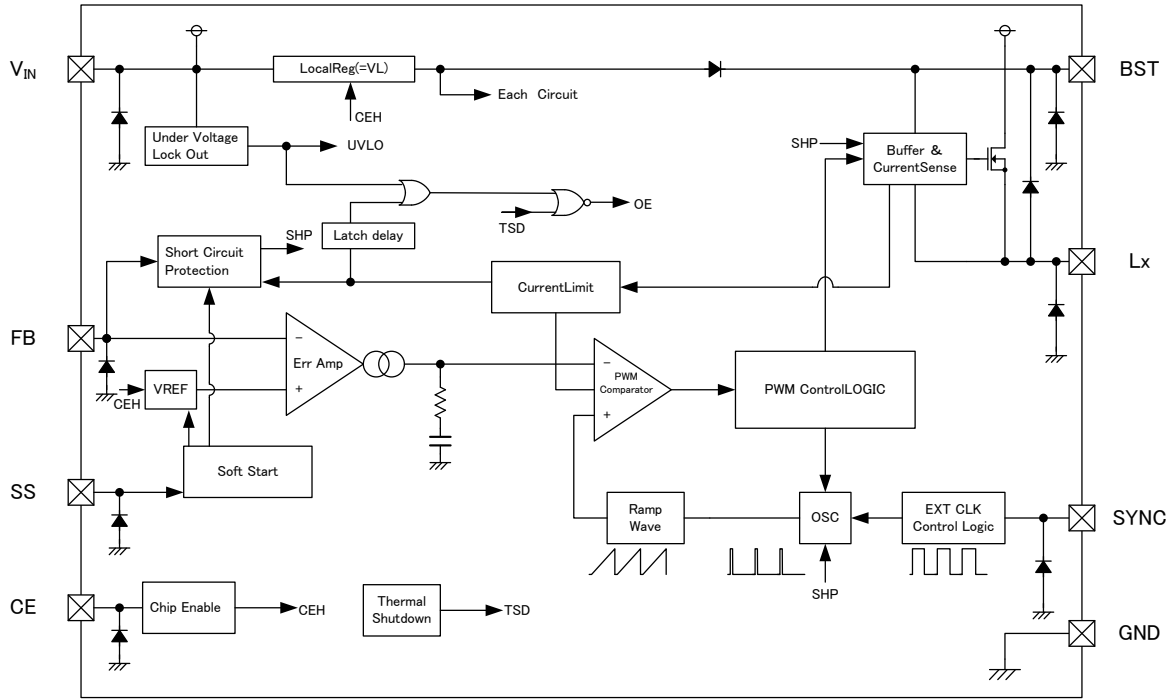 VIN
LocalReg(=VL)
BST
Each Circuit
CEH
Under Voltage
Lock Out
UVLO
SHP
Buffer &
CurrentSense
OE
TSD
Latch delay
SHP
Short Circuit
Protection
Lx
CurrentLimit
FB
-
Err Amp
+
CEH
VREF
-
PWM
Comparator
+
PWM ControlLOGIC
Soft Start
SS
Ramp
Wave
OSC
EXT CLK
Control Logic
SYNC
SHP
CE
Chip Enable
CEH
Thermal
Shutdown
TSD
GND